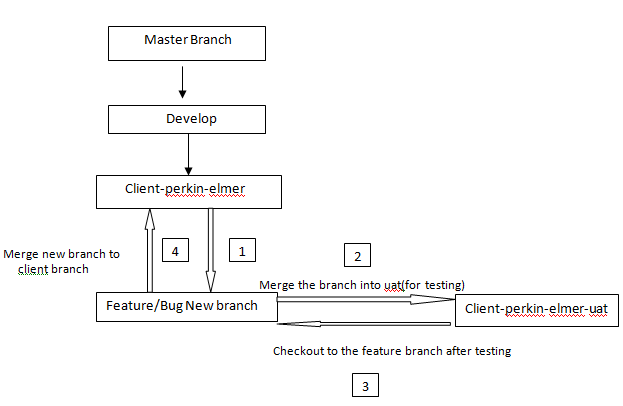 Master Branch
Develop
Client-perkin-elmer
Merge new branch to
client branch
4
1
2
Merge the branch into uat(for testing)
Feature/Bug New branch
Client-perkin-elmer-uat
Checkout to the feature branch after testing
3